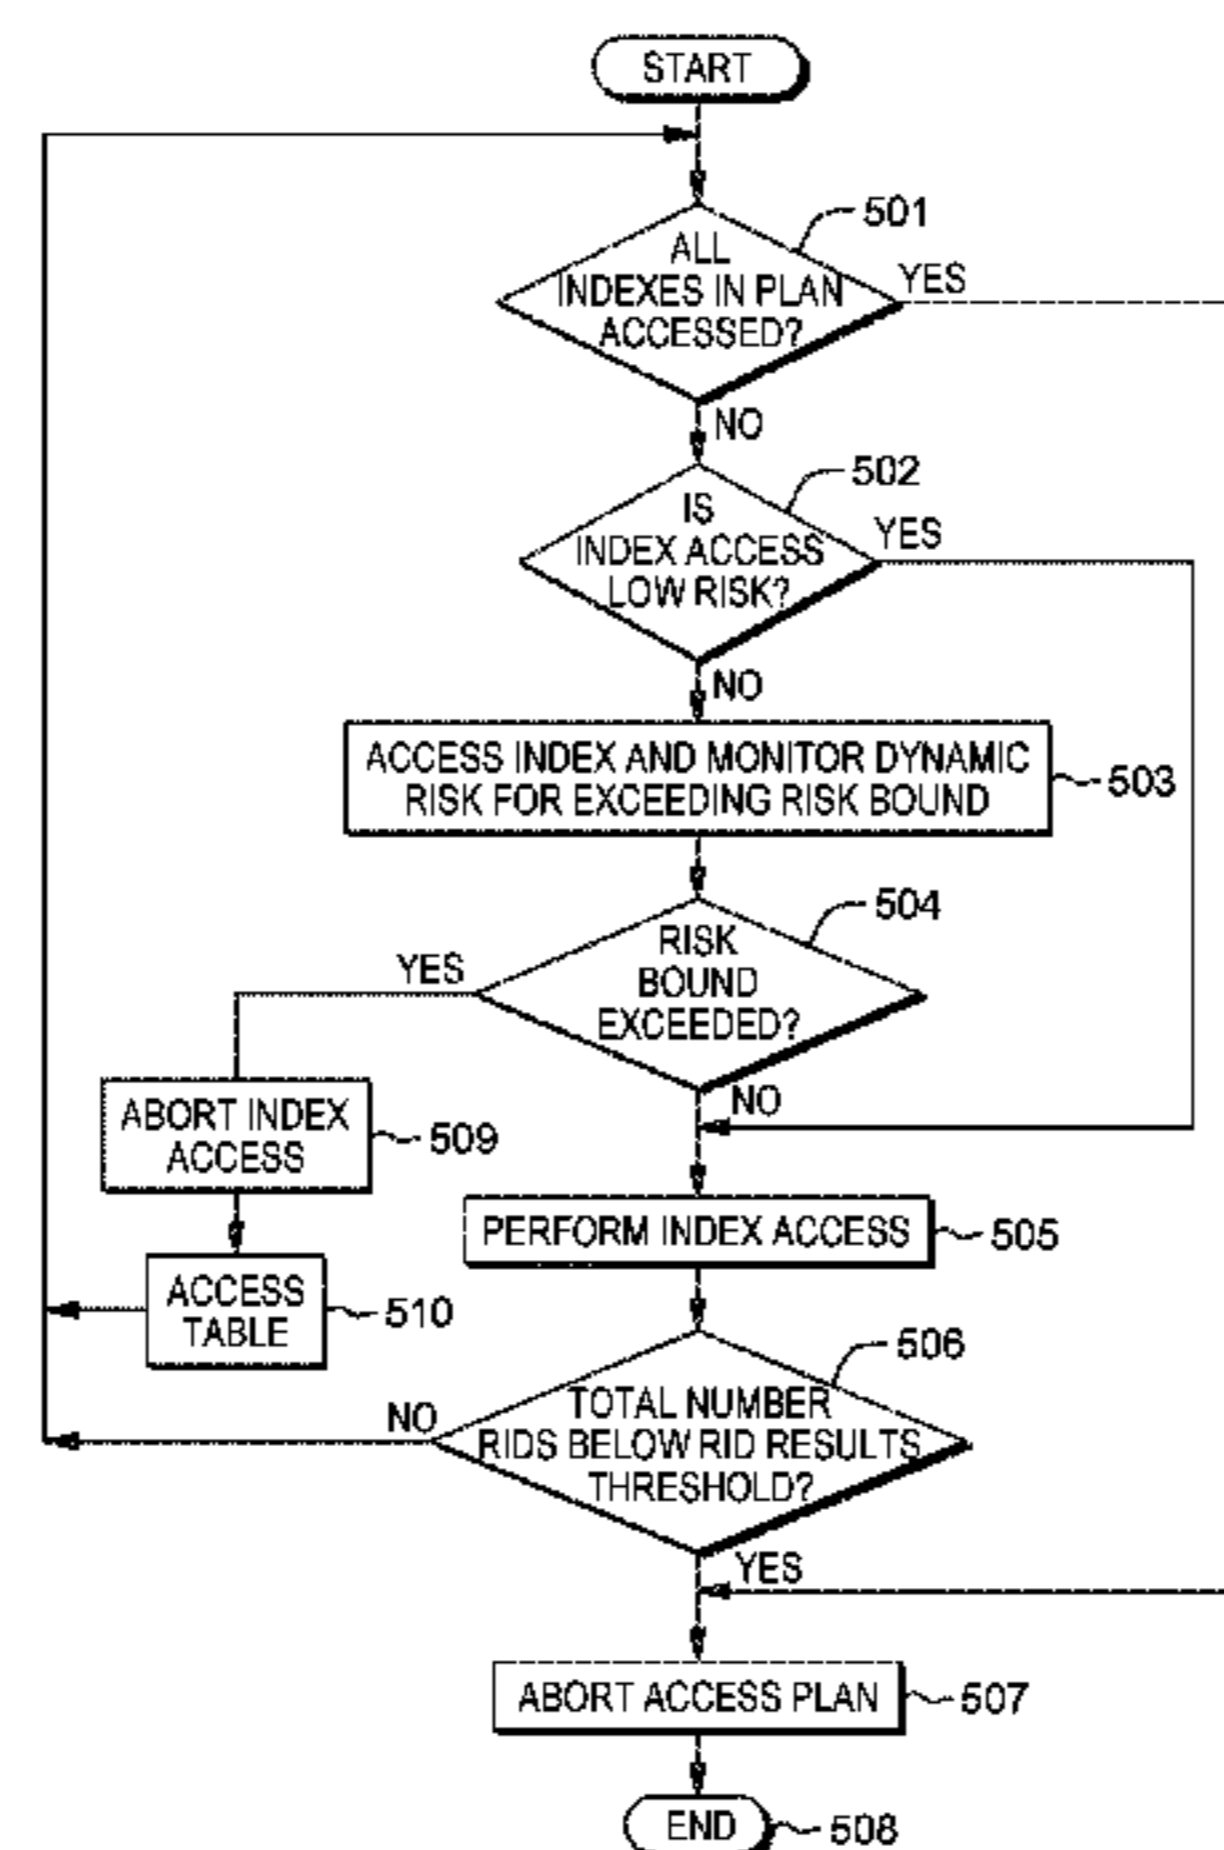 START
501
ALL
INDEXES IN PLAN
ACCESSED?
YES
NO
502
IS
INDEX ACCESS
LOW RISK?
YES
NO
ACCESS INDEX AND MONITOR DYNAMIC
RISK FOR EXCEEDING RISK BOUND
503
504
RISK
BOUND
EXCEEDED?
YES
NO
ABORT INDEX
ACCESS
509
PERFORM INDEX ACCESS
505
ACCESS
TABLE
510
506
TOTAL NUMBER
RIDS BELOW RID RESULTS
THRESHOLD?
NO
YES
ABORT ACCESS PLAN
507
END
508